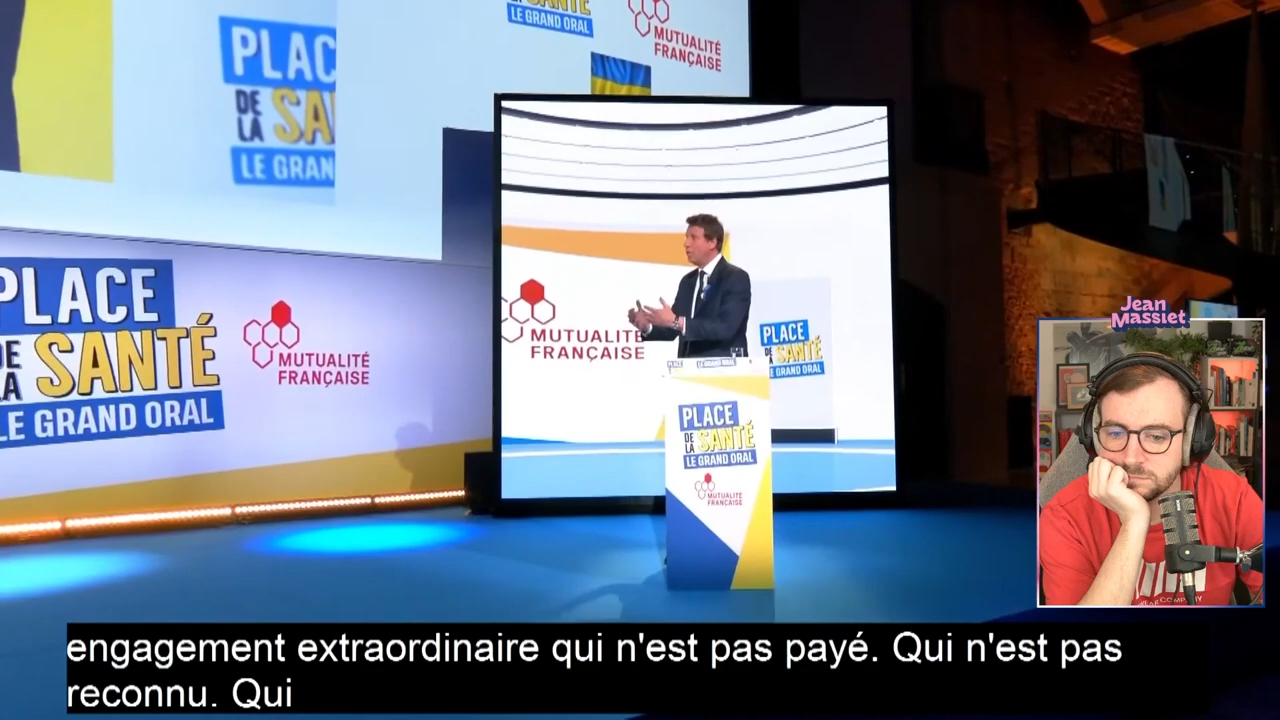 SANTÉ
LE GRAND ORAL
MUTUALITÉ
FRANÇAISE
PLAC
DE
LA
SA
LE GRAN
PLACE
DE
LA
SANTÉ
LE GRAND ORAL
MUTUALITÉ
FRANÇAISE
MUTUALITÉ
FRANÇAISE
PLACE
DE
LA
SANTÉ
LE GRAND ORAL
PLACE
DE
LA
SANTÉ
LE GRAND ORAL
MUTUALITÉ
FRANÇAISE
Jean
Massiet
engagement extraordinaire qui n'est pas payé. Qui n'est pas
reconnu. Qui